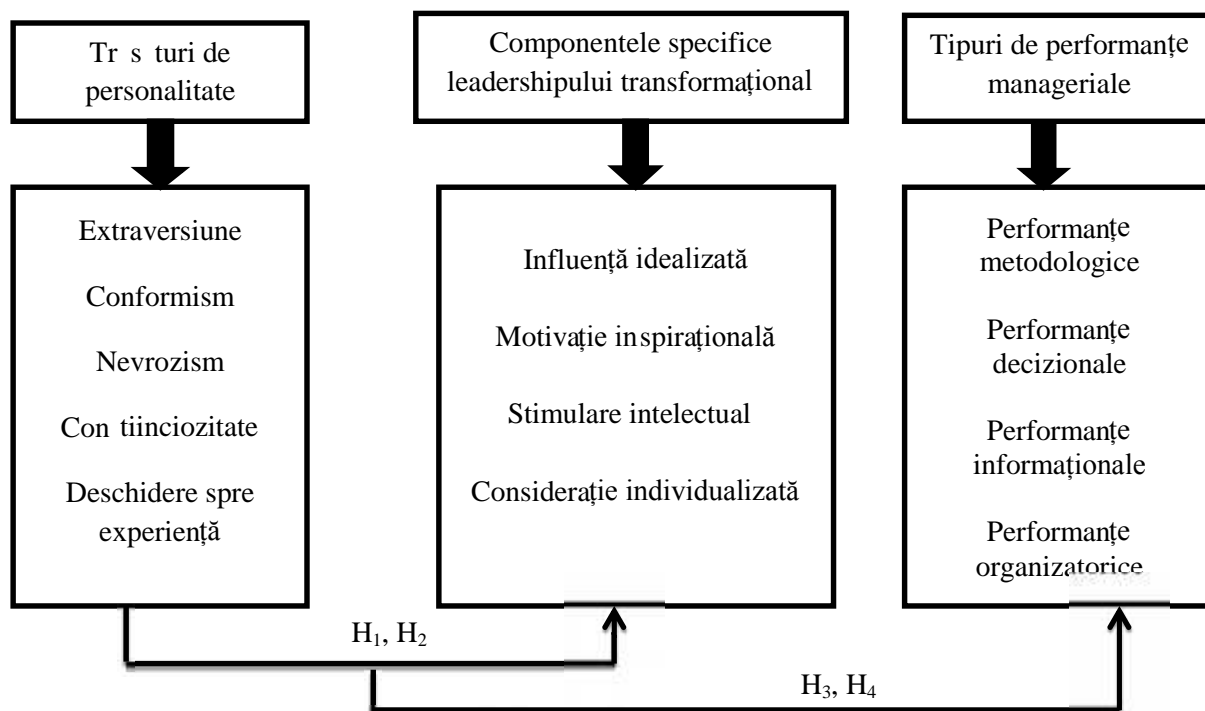 Tr s turi de
personalitate
Componentele specifice
leadershipului transformațional
Tipuri de performanțe
manageriale
Extraversiune
Conformism
Nevrozism
Con tiinciozitate
Deschidere spre
experiență
Influență idealizată
Motivație inspirațională
Stimulare intelectual
Considerație individualizată
Performanțe
metodologice
Performanțe
decizionale
Performanțe
informaționale
Performanțe
organizatorice
H₁, H₂
H₃, H₄